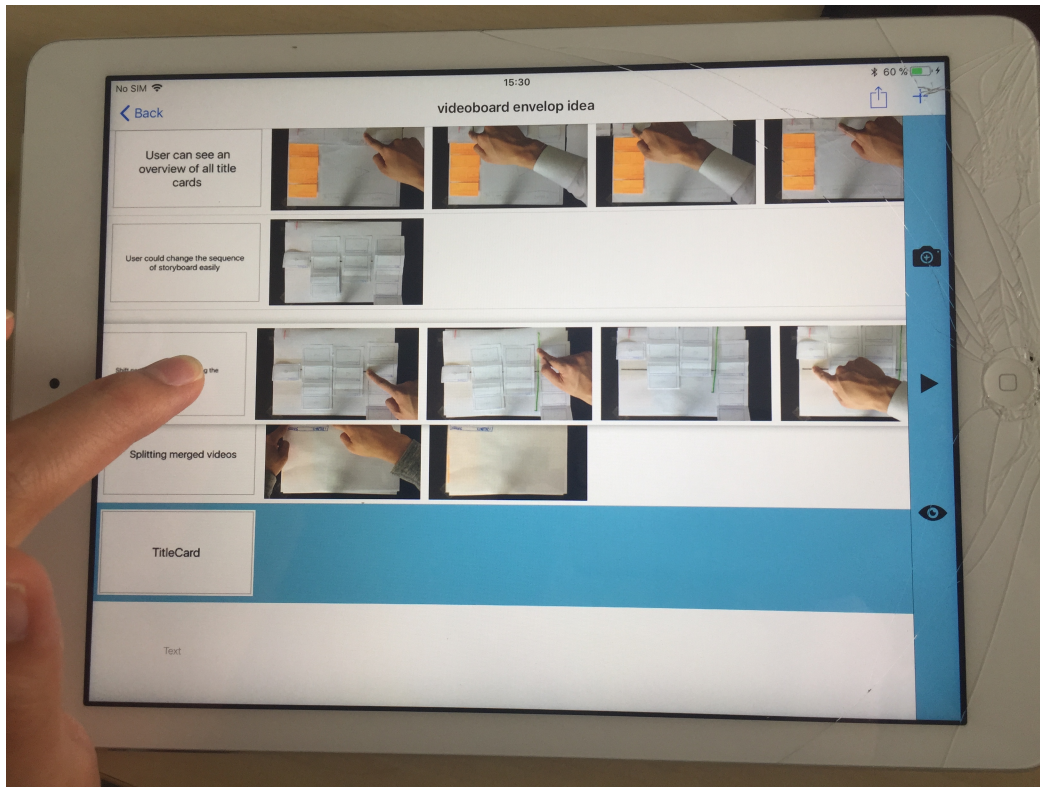 No SIM
15:30
60 %
Back
videoboard envelop idea
User can see an
overview of all title
cards
User could change the sequence
of storyboard easily
the
Splitting merged videos
TitleCard
Text